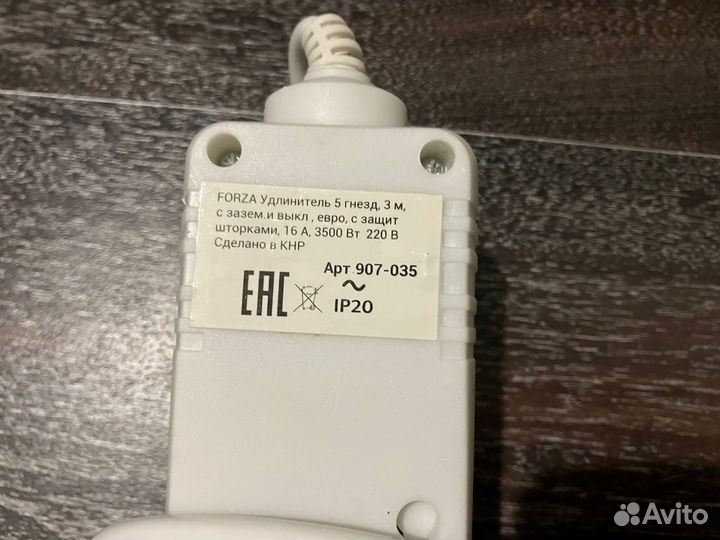 FORZA Удлинитель 5 гнезд, 3 м,
с зазем.и выкл , евро, с защит
шторками, 16 А, 3500 Вт 220 В
Сделано в КНР
Арт.907-035
EAC
~
IP20
Avito